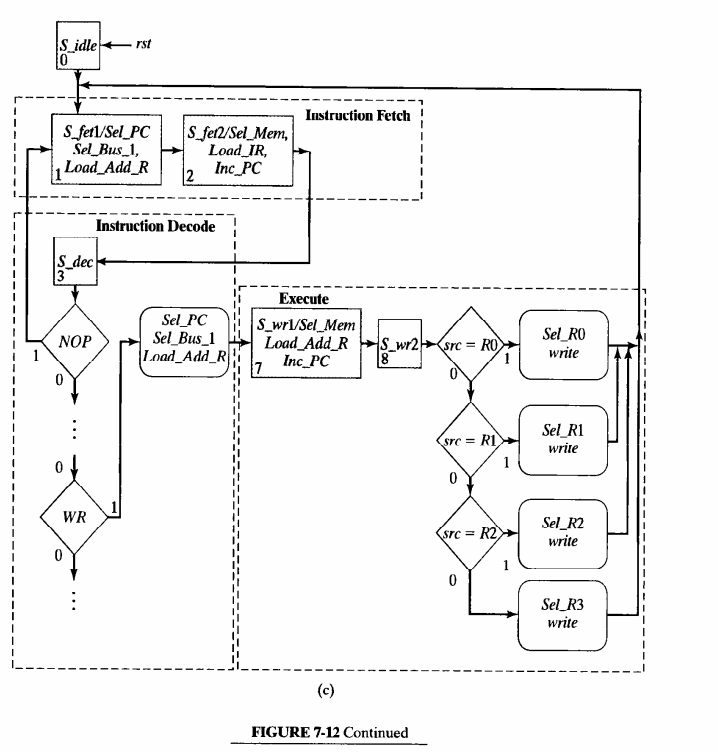 S_idle
0
rst
Instruction Fetch
S_fet1/Sel_PC
Sel_Bus_1,
Load_Add_R
1
S_fet2/Sel_Mem,
Load_IR,
Inc_PC
2
Instruction Decode
S_dec
3
NOP
1
0
Sel_PC
Sel_Bus_1
Load_Add_R
0
WR
1
0
Execute
S_wr1/Sel_Mem
Load_Add_R
Inc_PC
7
S_wr2
8
src = R0
1
0
Sel_R0
write
src = R1
1
0
Sel_R1
write
src = R2
1
0
Sel_R2
write
Sel_R3
write
(c)
FIGURE 7-12 Continued